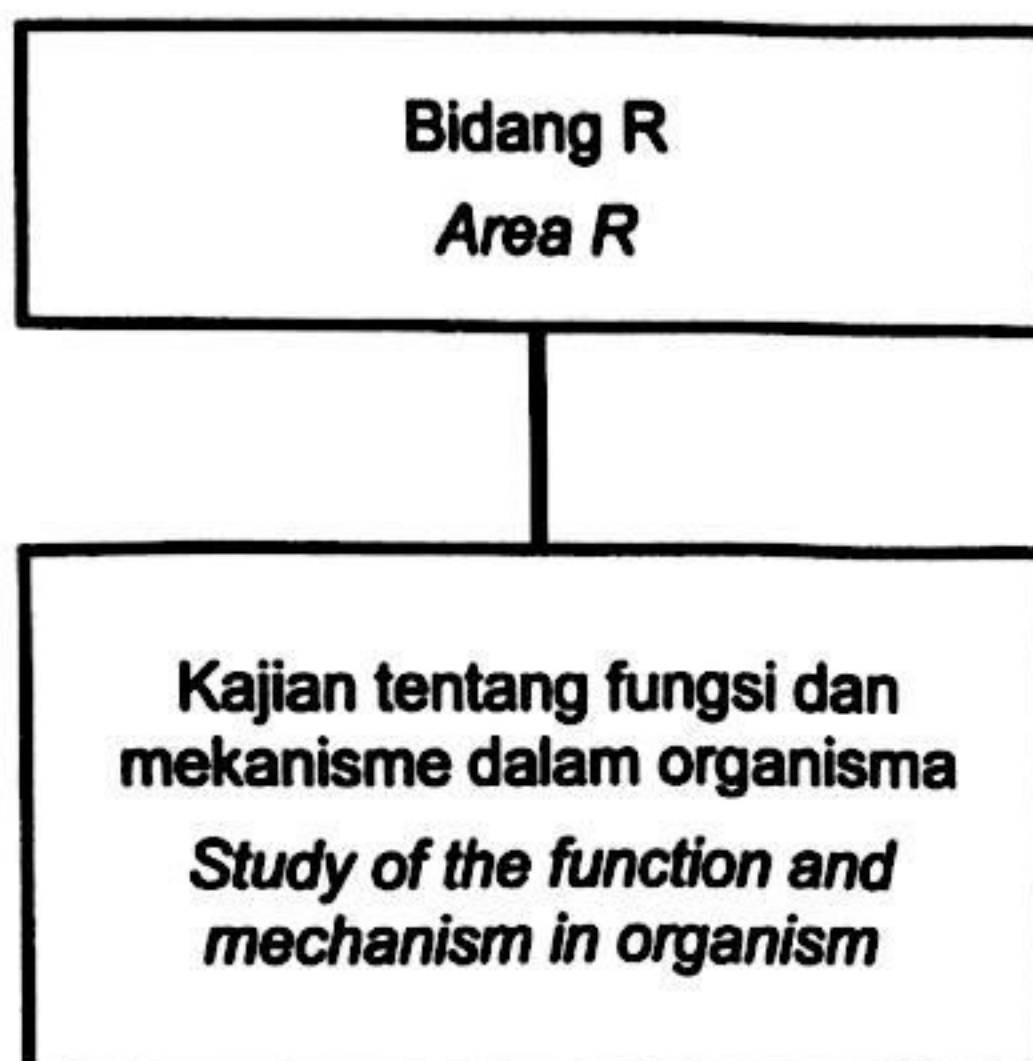 Bidang R
Area R
Kajian tentang fungsi dan
mekanisme dalam organisma
Study of the function and
mechanism in organism